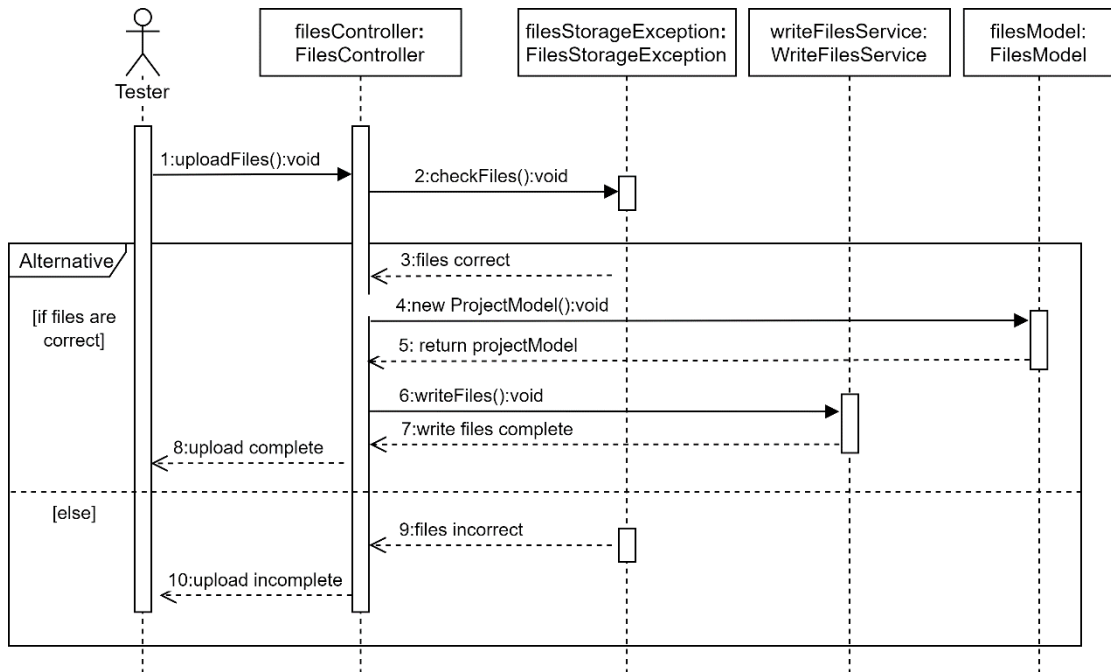 filesController:
FilesController
filesStorageException:
FilesStorageException
writeFilesService:
WriteFilesService
filesModel:
FilesModel
Tester
1:uploadFiles():void
2:checkFiles():void
Alternative
3:files correct
[if files are
correct]
4:new ProjectModel():void
5: return projectModel
6:writeFiles():void
7:write files complete
8:upload complete
[else]
9:files incorrect
10:upload incomplete